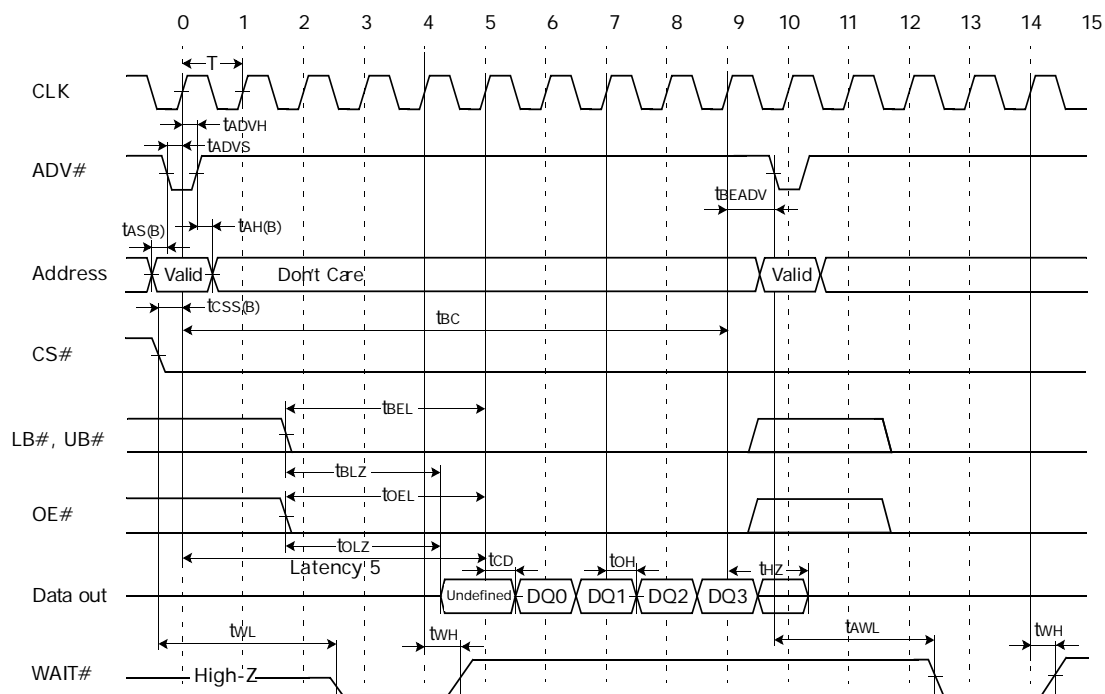 0 1 2 3 4 5 6 7 8 9 10 11 12 13 14 15
T
CLK
tADVH
tADVS
ADV#
tBEADV
tAS(B)
tAH(B)
Address
Valid
Don't Care
Valid
tCSS(B)
tBC
CS#
tBEL
LB#, UB#
tBLZ
tOEL
OE#
tOLZ
Latency 5
tCD
tOH
tHZ
Data out
Undefined
DQ0
DQ1
DQ2
DQ3
tWL
tWH
tAWL
tWH
WAIT#
High-Z